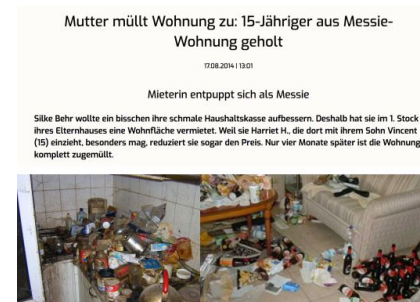 Mutter müllt Wohnung zu: 15-Jähriger aus Messie-
Wohnung geholt
17.08.2014 | 13:01
Mieterin entpuppt sich als Messie
Silke Behr wollte ein bisschen ihre schmale Haushaltskasse aufbessern. Deshalb hat sie im 1. Stock
ihres Elternhauses eine Wohnfläche vermietet. Weil sie Harriet H., die dort mit ihrem Sohn Vincent
(15) einzieht, besonders mag, reduziert sie sogar den Preis. Nur vier Monate später ist die Wohnung
komplett zugemüllt.